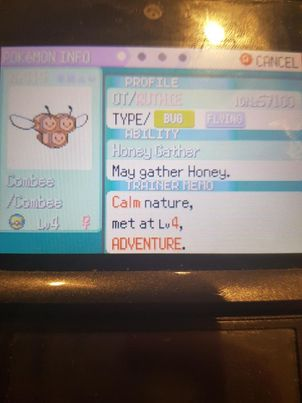 POKéMON INFO
CANCEL
PROFILE
OT/RUTHIE
TYPE/ BUG FLYING
ABILITY
Honey Gather
May gather Honey.
TRAINER MEMO
Calm nature,
met at Lv4,
ADVENTURE.
Combee
/Combee
Lv4 ♀